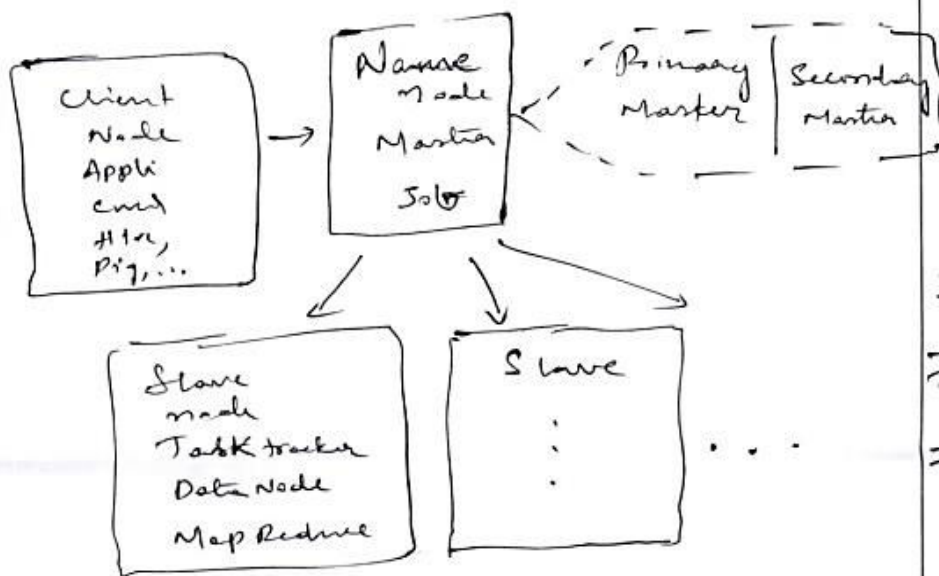 Client
Node
Appli
cmd
Hive,
Pig,...
Name
Node
Master
Job
Primary
Master
Secondary
Master
Slave
node
Task tracker
Data Node
Map Reduce
Slave
.
.
.
. . .